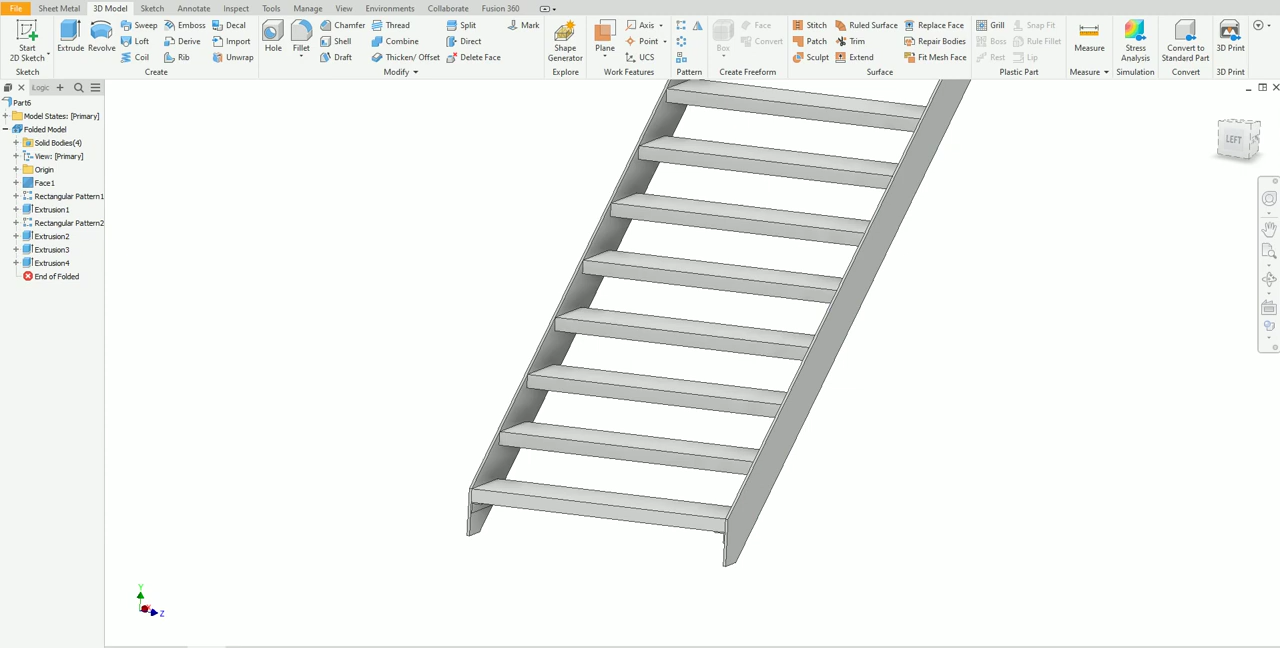 File Sheet Metal 3D Model Sketch Annotate Inspect Tools Manage View Environments Collaborate Fusion 360
Start 2D Sketch
Extrude Revolve
Sweep Emboss Decal
Loft Derive Import
Coil Rib Unwrap
Hole Fillet
Chamfer Thread Split Mark
Shell Combine Direct
Draft Thicken/ Offset Delete Face
Shape Generator
Plane Axis
Point
UCS
Box Face
Convert
Stitch Ruled Surface Replace Face
Patch Trim Repair Bodies
Sculpt Extend Fit Mesh Face
Grill Snap Fit
Boss Rule Fillet
Rest Lip
Measure
Stress Analysis
Convert to Standard Part
3D Print
Sketch Create Modify Explore Work Features Pattern Create Freeform Surface Plastic Part Measure Simulation Convert 3D Print
Logic
Part6
Model States: [Primary]
Folded Model
Solid Bodies(4)
View: [Primary]
Origin
Face1
Rectangular Pattern1
Extrusion1
Rectangular Pattern2
Extrusion2
Extrusion3
Extrusion4
End of Folded
LEFT
Y
Z